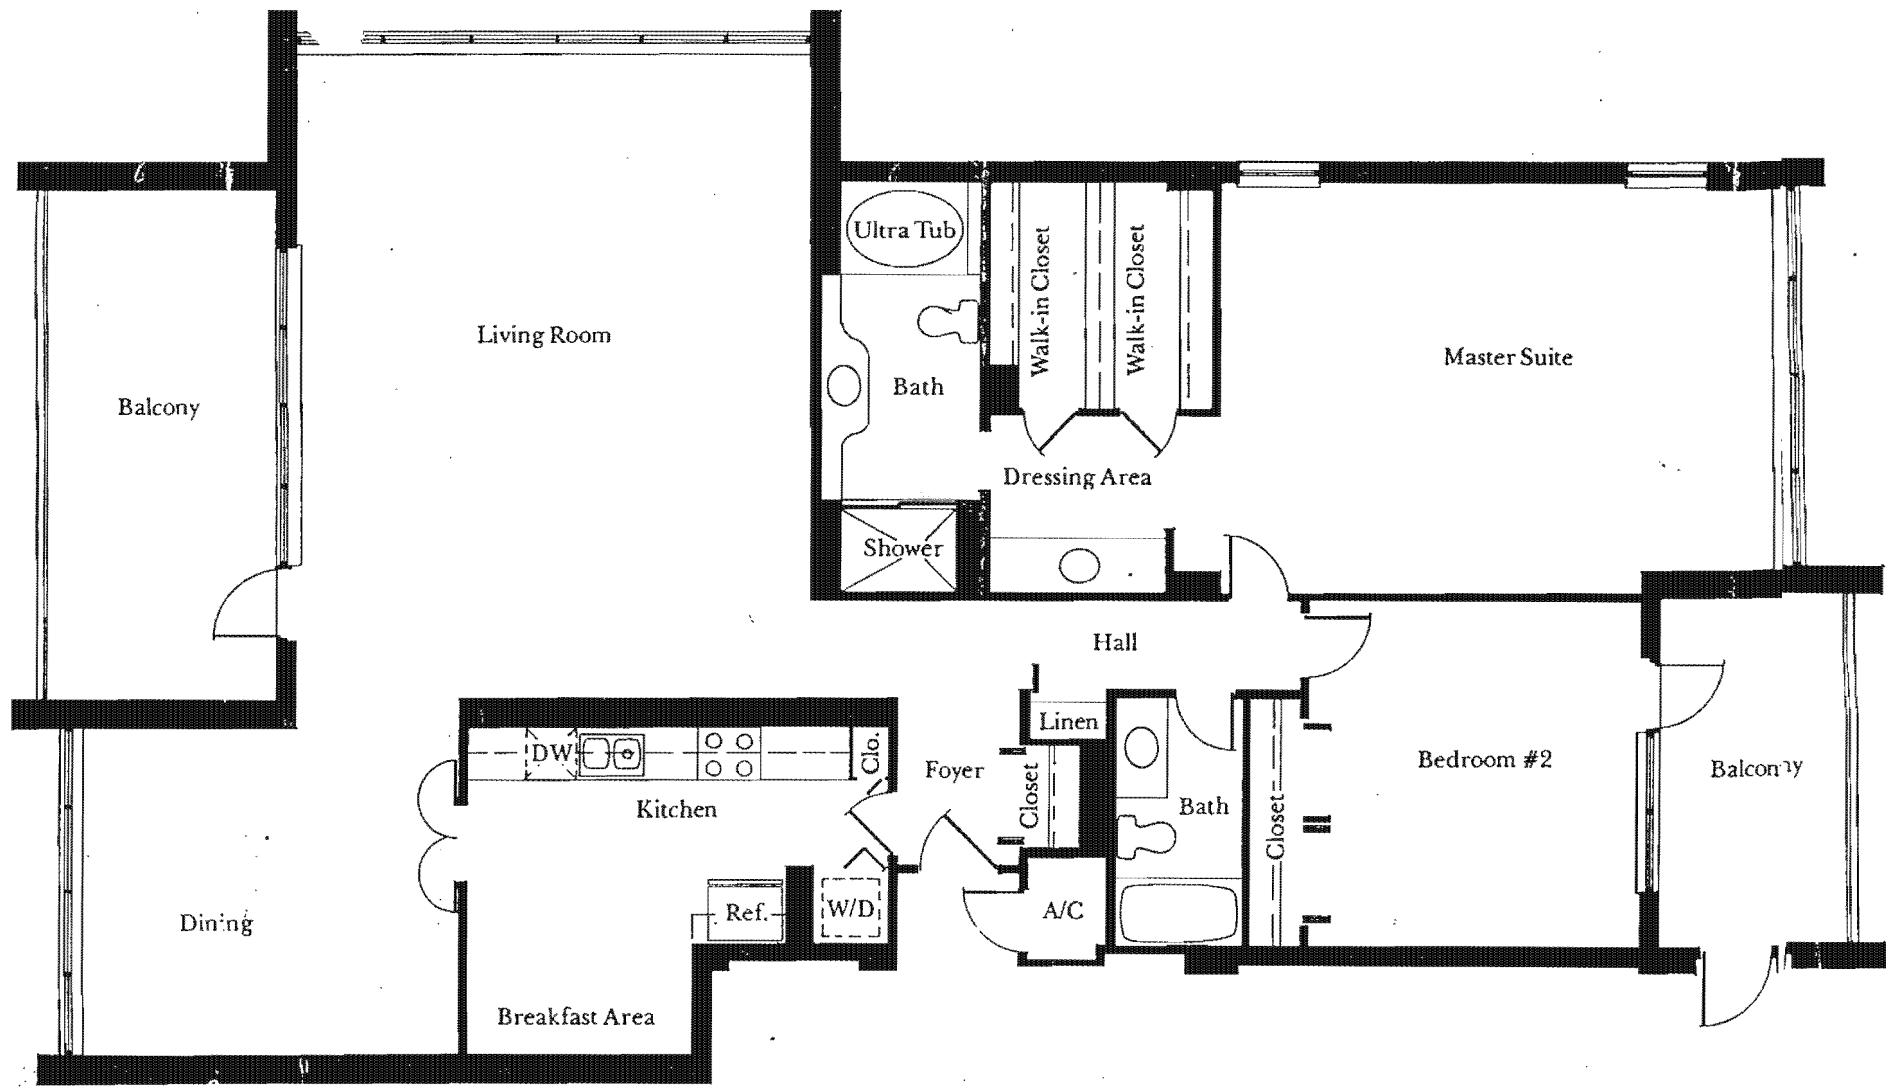 Ultra Tub
Walk-in Closet
Walk-in Closet
Living Room
Master Suite
Bath
Balcony
Dressing Area
Shower
Hall
Linen
DW
Clo.
Foyer
Closet
Bedroom #2
Balcony
Kitchen
Bath
Closet
Ref.
W/D
A/C
Dining
Breakfast Area